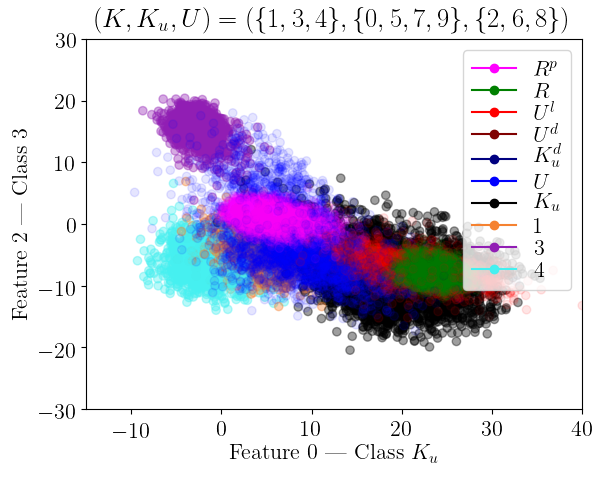 (K, K_u, U) = ({1, 3, 4}, {0, 5, 7, 9}, {2, 6, 8})
30
20
10
0
−10
−20
−30
Feature 2 — Class 3
−10
0
10
20
30
40
Feature 0 — Class K_u
R^p
R
U^l
U^d
K_u^d
U
K_u
1
3
4